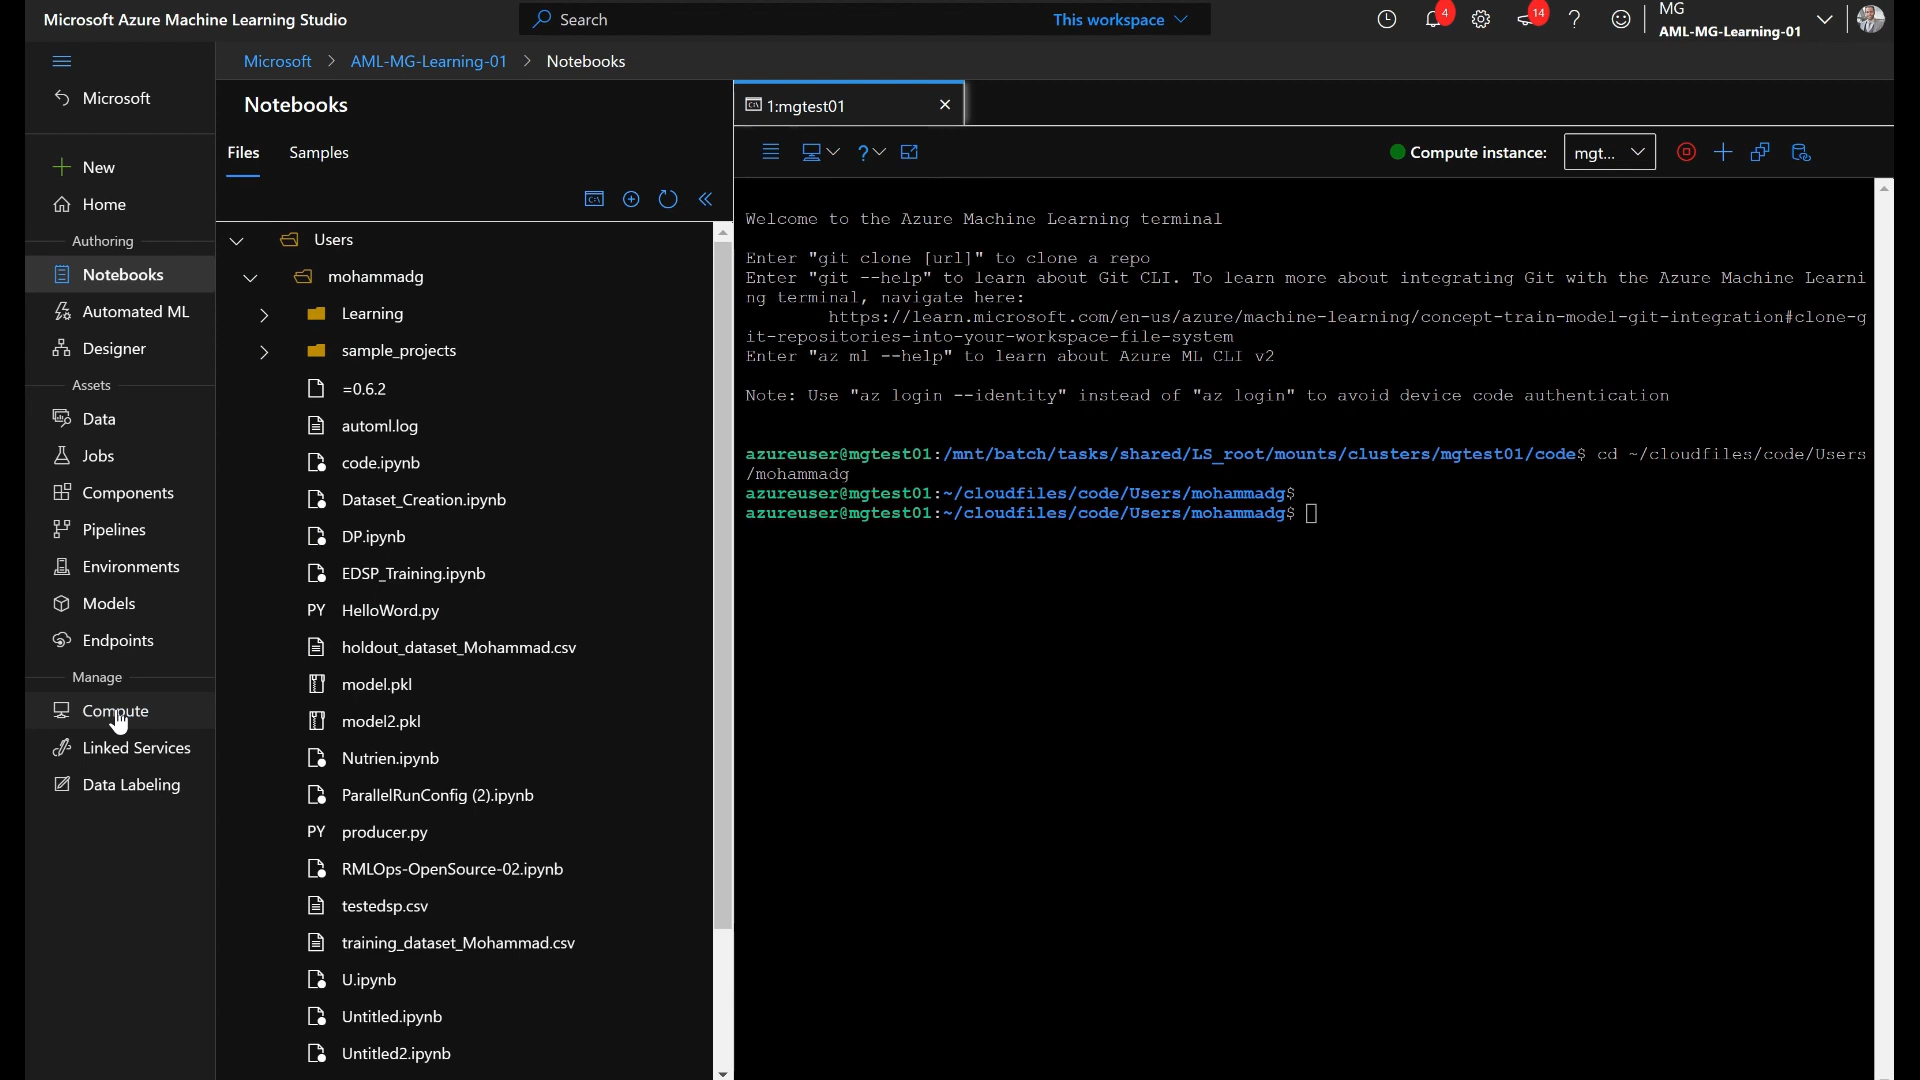 Microsoft Azure Machine Learning Studio
Search
This workspace
4
14
MG
AML-MG-Learning-01
Microsoft > AML-MG-Learning-01 > Notebooks
Microsoft
New
Home
Authoring
Notebooks
Automated ML
Designer
Assets
Data
Jobs
Components
Pipelines
Environments
Models
Endpoints
Manage
Compute
Linked Services
Data Labeling
Notebooks
Files Samples
Users
mohammadg
Learning
sample_projects
=0.6.2
automl.log
code.ipynb
Dataset_Creation.ipynb
DP.ipynb
EDSP_Training.ipynb
PY HelloWord.py
holdout_dataset_Mohammad.csv
model.pkl
model2.pkl
Nutrien.ipynb
ParallelRunConfig (2).ipynb
PY producer.py
RMLOps-OpenSource-02.ipynb
testedsp.csv
training_dataset_Mohammad.csv
U.ipynb
Untitled.ipynb
Untitled2.ipynb
1:mgtest01
Compute instance: mgt...
Welcome to the Azure Machine Learning terminal
Enter "git clone [url]" to clone a repo
Enter "git --help" to learn about Git CLI. To learn more about integrating Git with the Azure Machine Learni
ng terminal, navigate here:
https://learn.microsoft.com/en-us/azure/machine-learning/concept-train-model-git-integration#clone-g
it-repositories-into-your-workspace-file-system
Enter "az ml --help" to learn about Azure ML CLI v2
Note: Use "az login --identity" instead of "az login" to avoid device code authentication
azureuser@mgtest01:/mnt/batch/tasks/shared/LS_root/mounts/clusters/mgtest01/code$ cd ~/cloudfiles/code/Users
/mohammadg
azureuser@mgtest01:~/cloudfiles/code/Users/mohammadg$
azureuser@mgtest01:~/cloudfiles/code/Users/mohammadg$